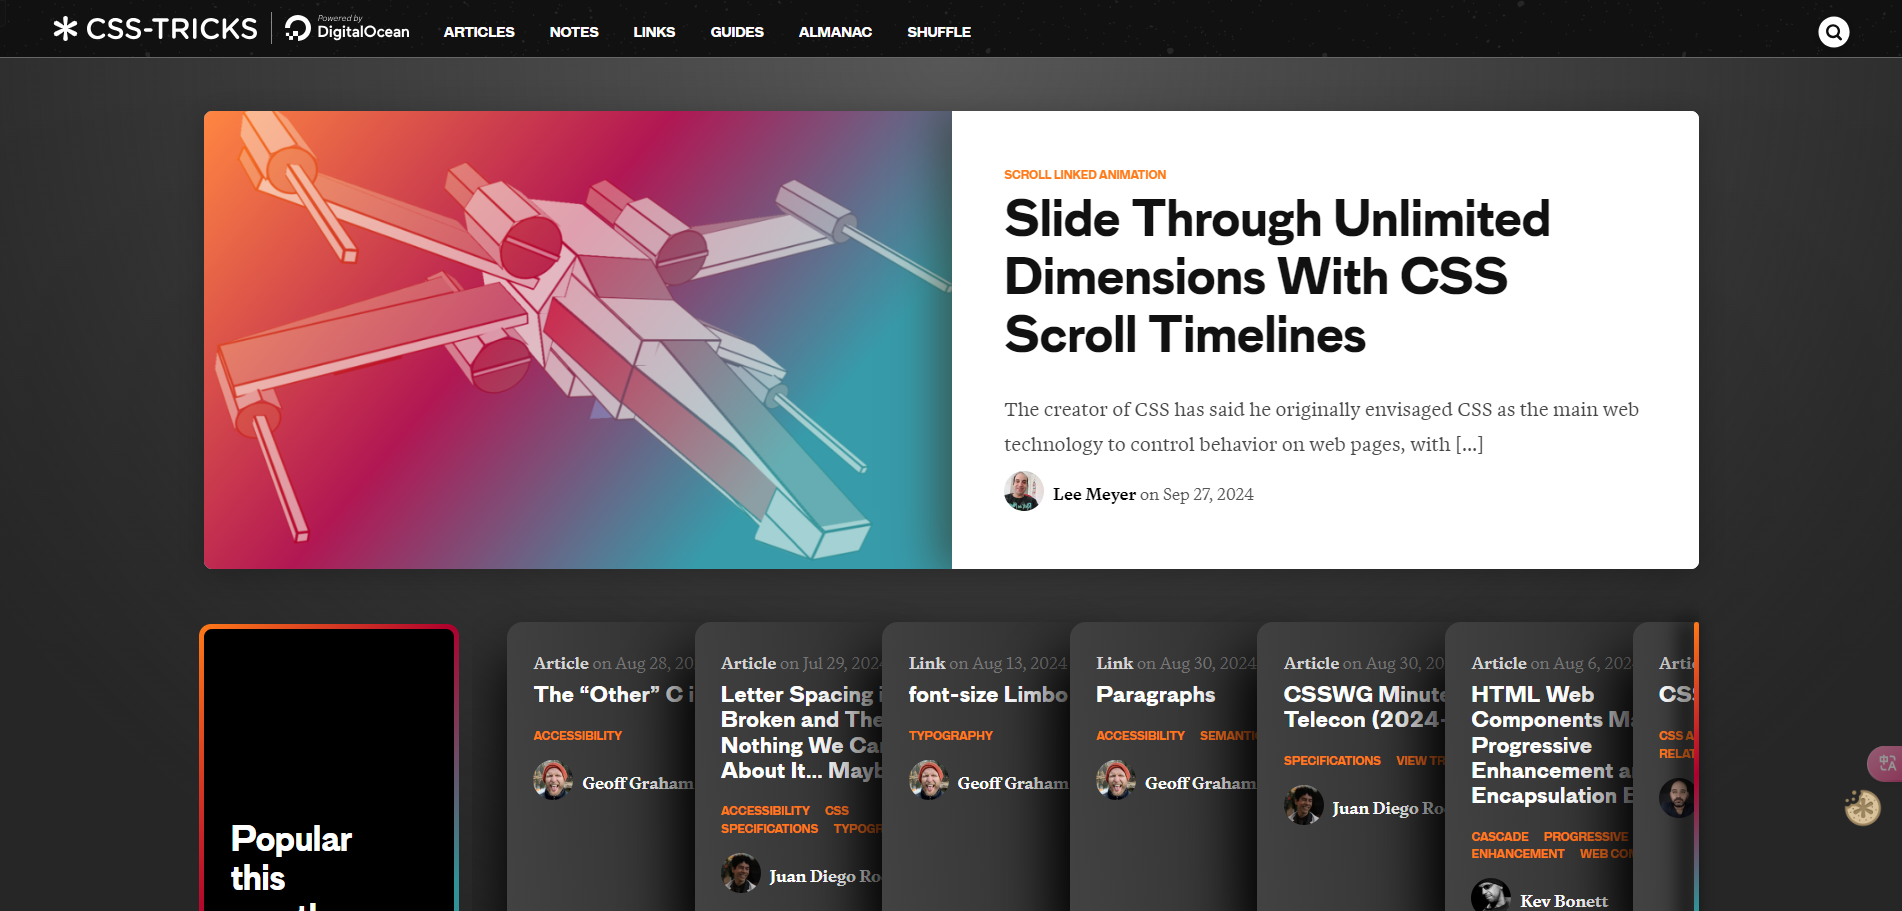 CSS-TRICKS
Powered by
DigitalOcean
ARTICLES
NOTES
LINKS
GUIDES
ALMANAC
SHUFFLE
SCROLL LINKED ANIMATION
Slide Through Unlimited
Dimensions With CSS
Scroll Timelines
The creator of CSS has said he originally envisaged CSS as the main web
technology to control behavior on web pages, with [...]
Lee Meyer on Sep 27, 2024
Popular
this
Article on Aug 28, 20
The “Other” C i
ACCESSIBILITY
Geoff Graham
Article on Jul 29, 2024
Letter Spacing i
Broken and The
Nothing We Ca
About It... Mayb
ACCESSIBILITY CSS
SPECIFICATIONS TYPOGR
Juan Diego Ro
Link on Aug 13, 2024
font-size Limbo
TYPOGRAPHY
Geoff Graham
Link on Aug 30, 2024
Paragraphs
ACCESSIBILITY SEMANTI
Geoff Graham
Article on Aug 30, 20
CSSWG Minute
Telecon (2024-
SPECIFICATIONS VIEW TR
Juan Diego Ro
Article on Aug 6, 202
HTML Web
Components Ma
Progressive
Enhancement a
Encapsulation E
CASCADE PROGRESSIVE
ENHANCEMENT WEB COM
Kev Bonett
Arti
CSS
CSS A
RELAT